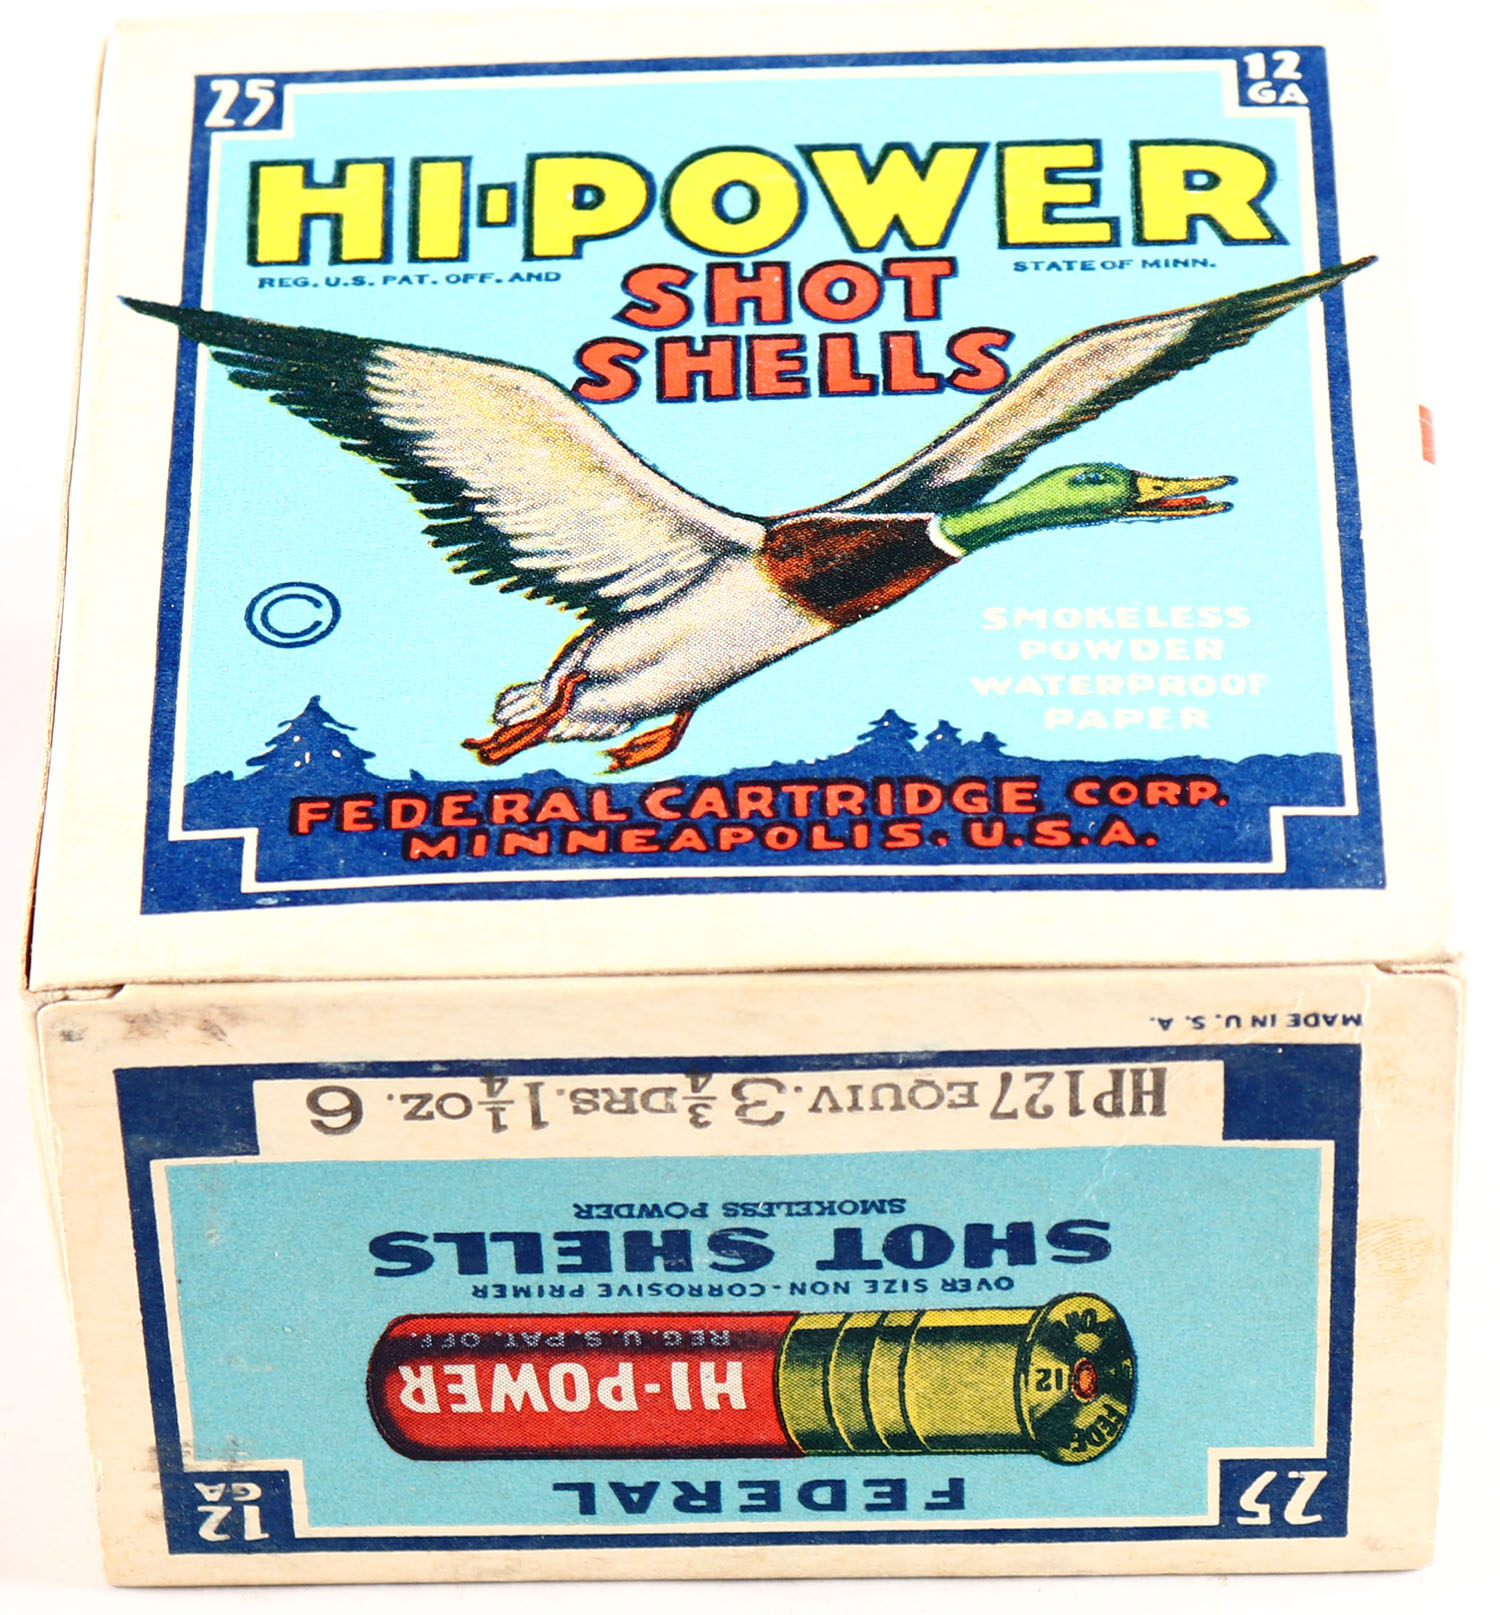 25
12
GA
HI-POWER
REG. U.S. PAT. OFF. AND
STATE OF MINN.
SHOT
SHELLS
©
SMOKELESS
POWDER
WATERPROOF
PAPER
FEDERAL CARTRIDGE CORP.
MINNEAPOLIS. U.S.A.
25
12
GA
FEDERAL
HI-POWER
REG. U.S. PAT. OFF.
12
OVER SIZE NON-CORROSIVE PRIMER
SHOT SHELLS
SMOKELESS POWDER
HP127 EQUIV. 3 3/4 DRS. 1 1/4 OZ. 6
MADE IN U. S. A.